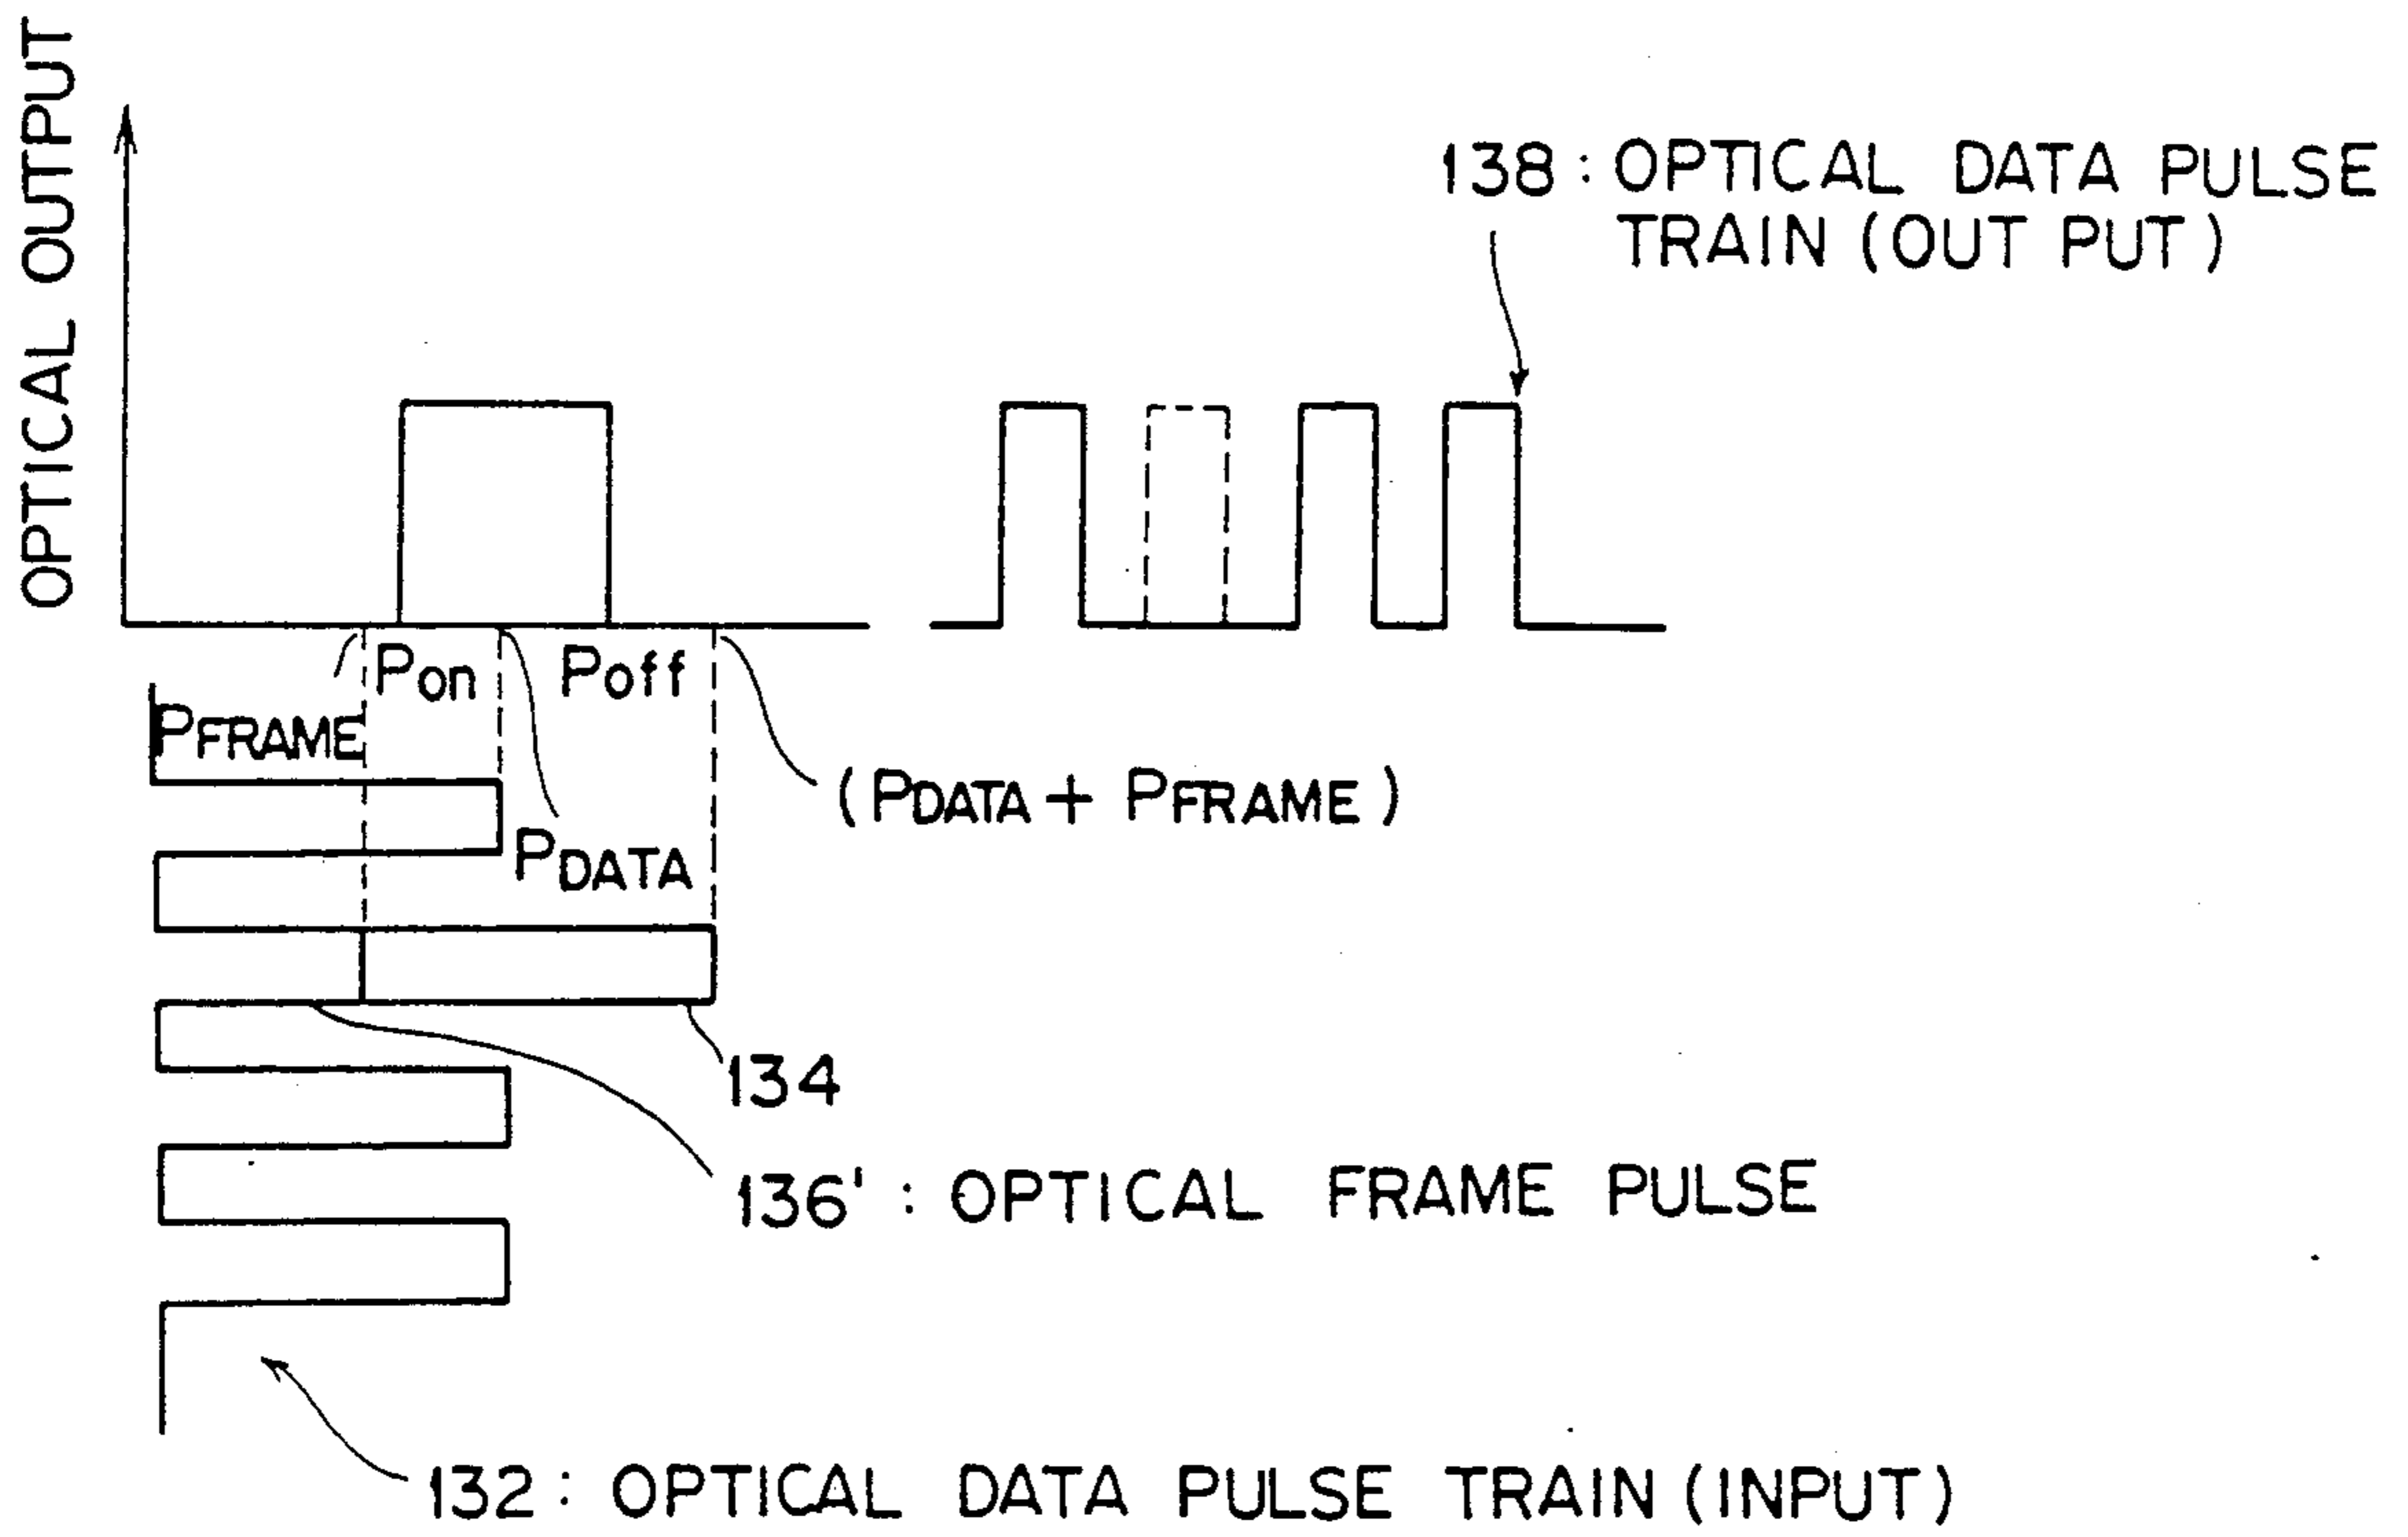 OPTICAL OUTPUT
138 : OPTICAL DATA PULSE
TRAIN (OUT PUT)
Pon
Poff
PFRAME
(PDATA + PFRAME)
PDATA
134
136' : OPTICAL FRAME PULSE
132 : OPTICAL DATA PULSE TRAIN (INPUT)